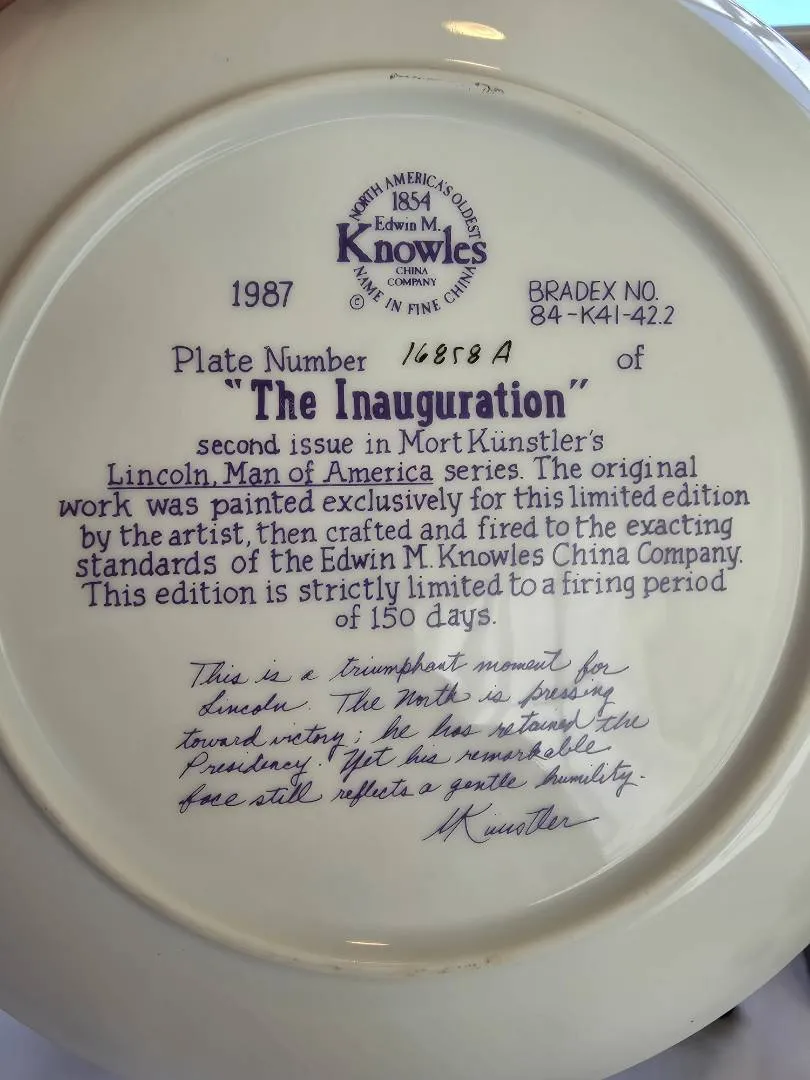 NORTH AMERICA'S OLDEST
1854
Edwin M.
Knowles
CHINA
COMPANY
© NAME IN FINE CHINA
1987
BRADEX NO.
84-K41-42.2
Plate Number 16858 A of
"The Inauguration"
second issue in Mort Künstler's
Lincoln, Man of America series. The original
work was painted exclusively for this limited edition
by the artist, then crafted and fired to the exacting
standards of the Edwin M. Knowles China Company.
This edition is strictly limited to a firing period
of 150 days.
This is a triumphant moment for
Lincoln. The North is pressing
toward victory; he has retained the
Presidency. Yet his remarkable
face still reflects a gentle humility.
MKünstler